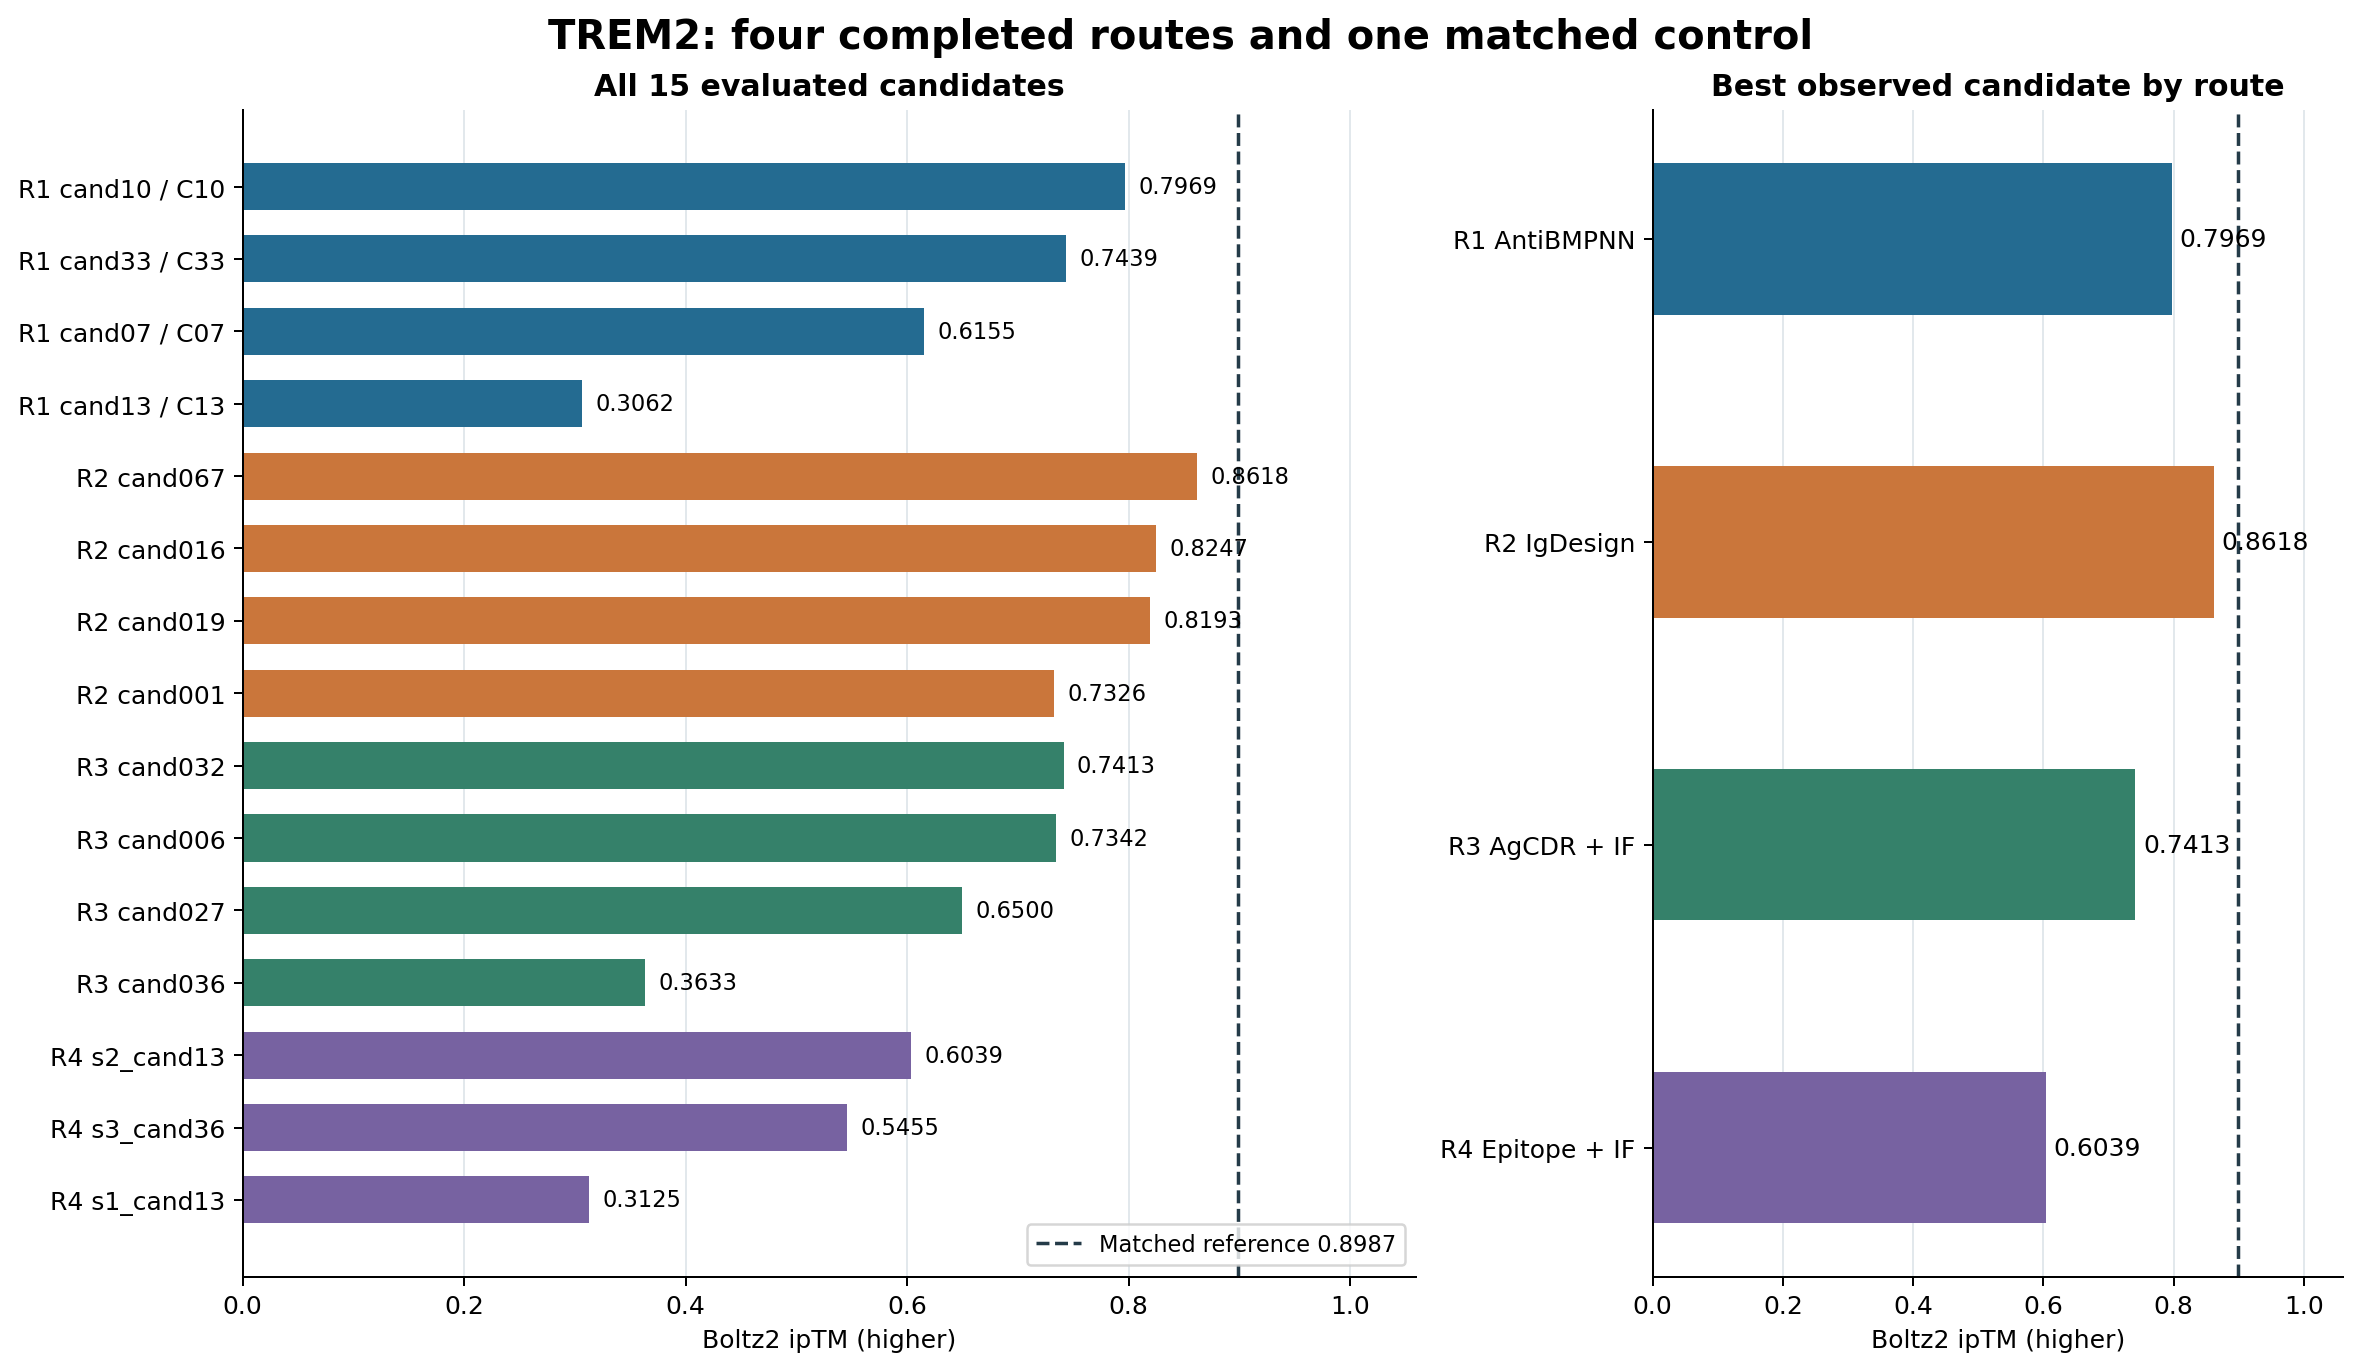 TREM2: four completed routes and one matched control
All 15 evaluated candidates
R1 cand10 / C10 0.7969
R1 cand33 / C33 0.7439
R1 cand07 / C07 0.6155
R1 cand13 / C13 0.3062
R2 cand067 0.8618
R2 cand016 0.8247
R2 cand019 0.8193
R2 cand001 0.7326
R3 cand032 0.7413
R3 cand006 0.7342
R3 cand027 0.6500
R3 cand036 0.3633
R4 s2_cand13 0.6039
R4 s3_cand36 0.5455
R4 s1_cand13 0.3125
Matched reference 0.8987
0.0 0.2 0.4 0.6 0.8 1.0
Boltz2 ipTM (higher)
Best observed candidate by route
R1 AntiBMPNN 0.7969
R2 IgDesign 0.8618
R3 AgCDR + IF 0.7413
R4 Epitope + IF 0.6039
0.0 0.2 0.4 0.6 0.8 1.0
Boltz2 ipTM (higher)